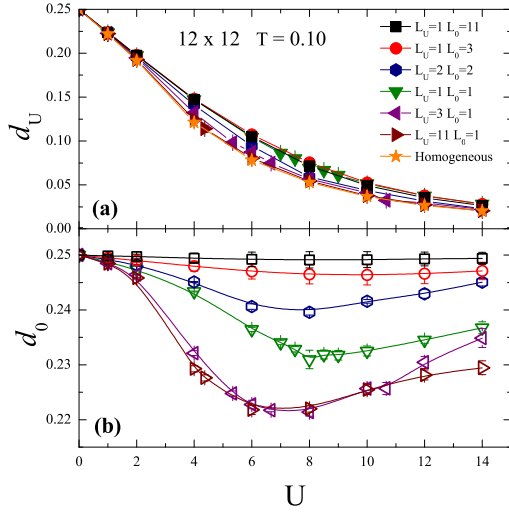 12 x 12 T = 0.10
L_U=1 L_0=11
L_U=1 L_0=3
L_U=2 L_0=2
L_U=1 L_0=1
L_U=3 L_0=1
L_U=11 L_0=1
Homogeneous
0.25
0.20
0.15
0.10
0.05
0.00
d_U
(a)
0.25
0.24
0.23
0.22
d_0
(b)
0 2 4 6 8 10 12 14
U